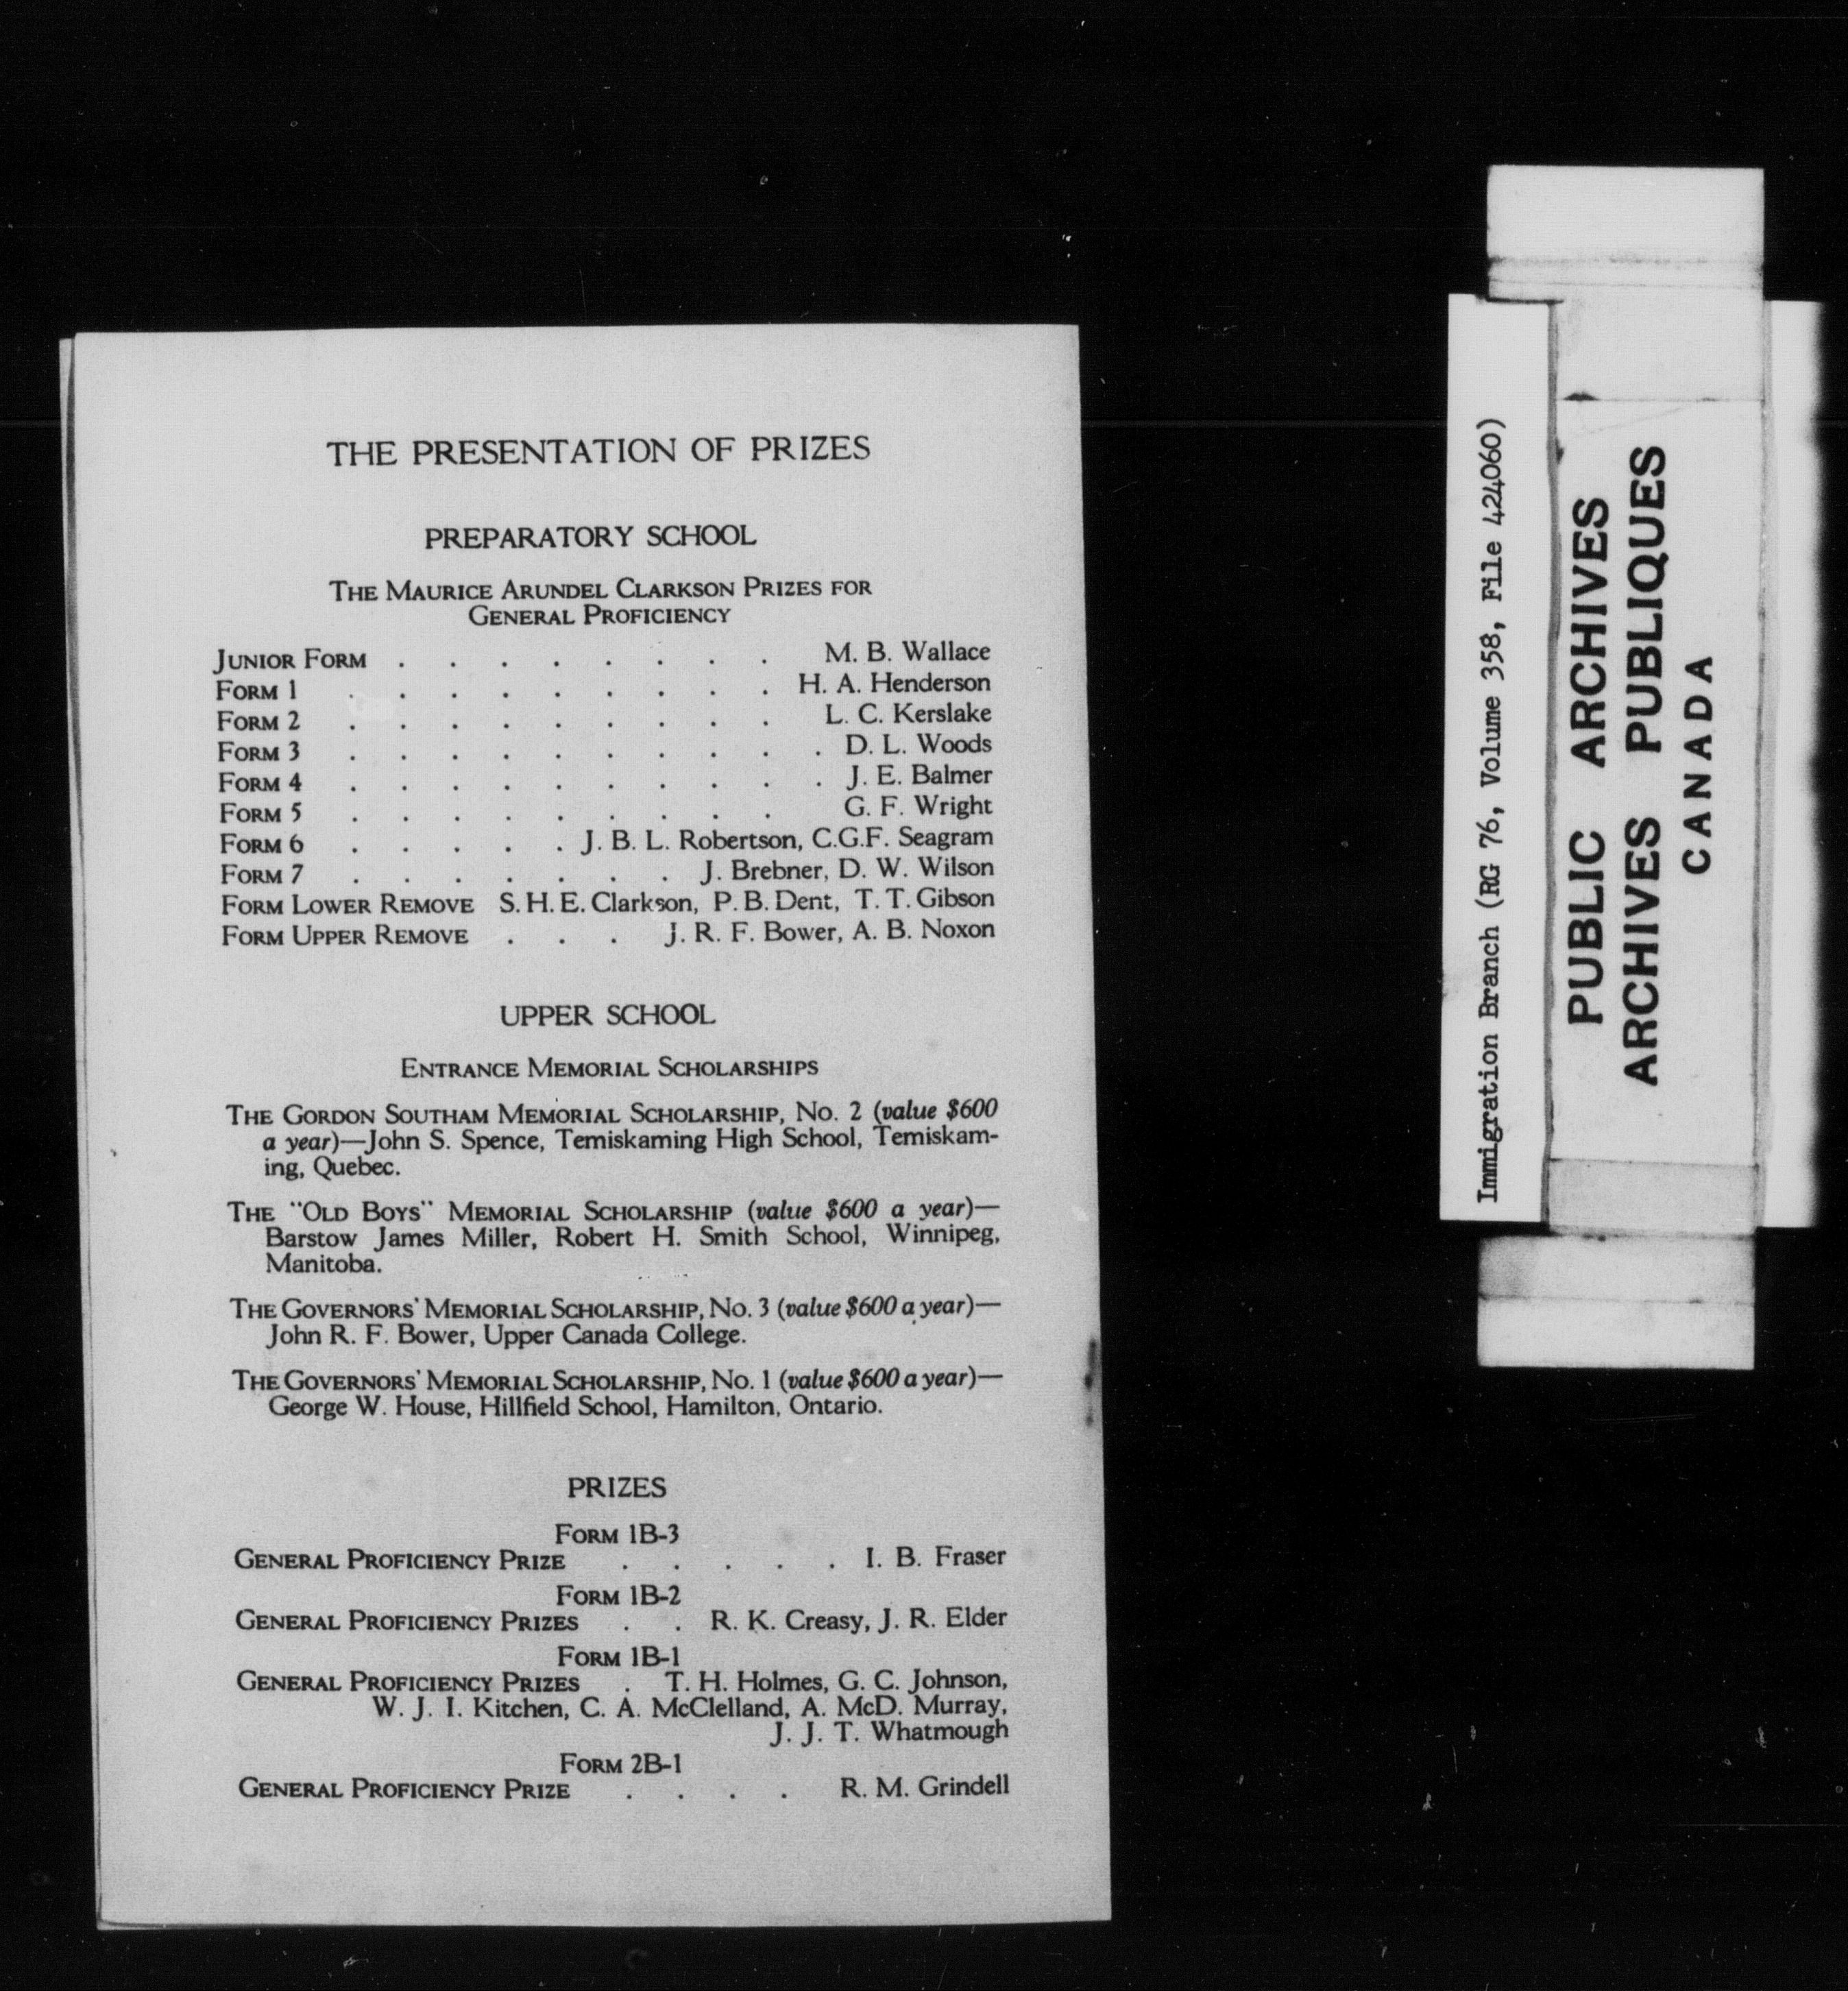 THE PRESENTATION OF PRIZES
PREPARATORY SCHOOL
THE MAURICE ARUNDEL CLARKSON PRIZES FOR
GENERAL PROFICIENCY
JUNIOR FORM . . . . . . . . M. B. Wallace
FORM 1 . . . . . . . . . H. A. Henderson
FORM 2 . . . . . . . . . L. C. Kerslake
FORM 3 . . . . . . . . . . D. L. Woods
FORM 4 . . . . . . . . . . J. E. Balmer
FORM 5 . . . . . . . . . G. F. Wright
FORM 6 . . . . . J. B. L. Robertson, C.G.F. Seagram
FORM 7 . . . . . . . J. Brebner, D. W. Wilson
FORM LOWER REMOVE S. H. E. Clarkson, P. B. Dent, T. T. Gibson
FORM UPPER REMOVE . . . J. R. F. Bower, A. B. Noxon
UPPER SCHOOL
ENTRANCE MEMORIAL SCHOLARSHIPS
THE GORDON SOUTHAM MEMORIAL SCHOLARSHIP, NO. 2 (value $600
a year)—John S. Spence, Temiskaming High School, Temiskam-
ing, Quebec.
THE "OLD BOYS" MEMORIAL SCHOLARSHIP (value $600 a year)—
Barstow James Miller, Robert H. Smith School, Winnipeg,
Manitoba.
THE GOVERNORS' MEMORIAL SCHOLARSHIP, NO. 3 (value $600 a year)—
John R. F. Bower, Upper Canada College.
THE GOVERNORS' MEMORIAL SCHOLARSHIP, NO. 1 (value $600 a year)—
George W. House, Hillfield School, Hamilton, Ontario.
PRIZES
FORM 1B-3
GENERAL PROFICIENCY PRIZE . . . . . I. B. Fraser
FORM 1B-2
GENERAL PROFICIENCY PRIZES . . R. K. Creasy, J. R. Elder
FORM 1B-1
GENERAL PROFICIENCY PRIZES . T. H. Holmes, G. C. Johnson,
W. J. I. Kitchen, C. A. McClelland, A. McD. Murray,
J. J. T. Whatmough
FORM 2B-1
GENERAL PROFICIENCY PRIZE . . . . R. M. Grindell
Immigration Branch (RG 76, Volume 358, File 424060)
PUBLIC ARCHIVES
ARCHIVES PUBLIQUES
CANADA